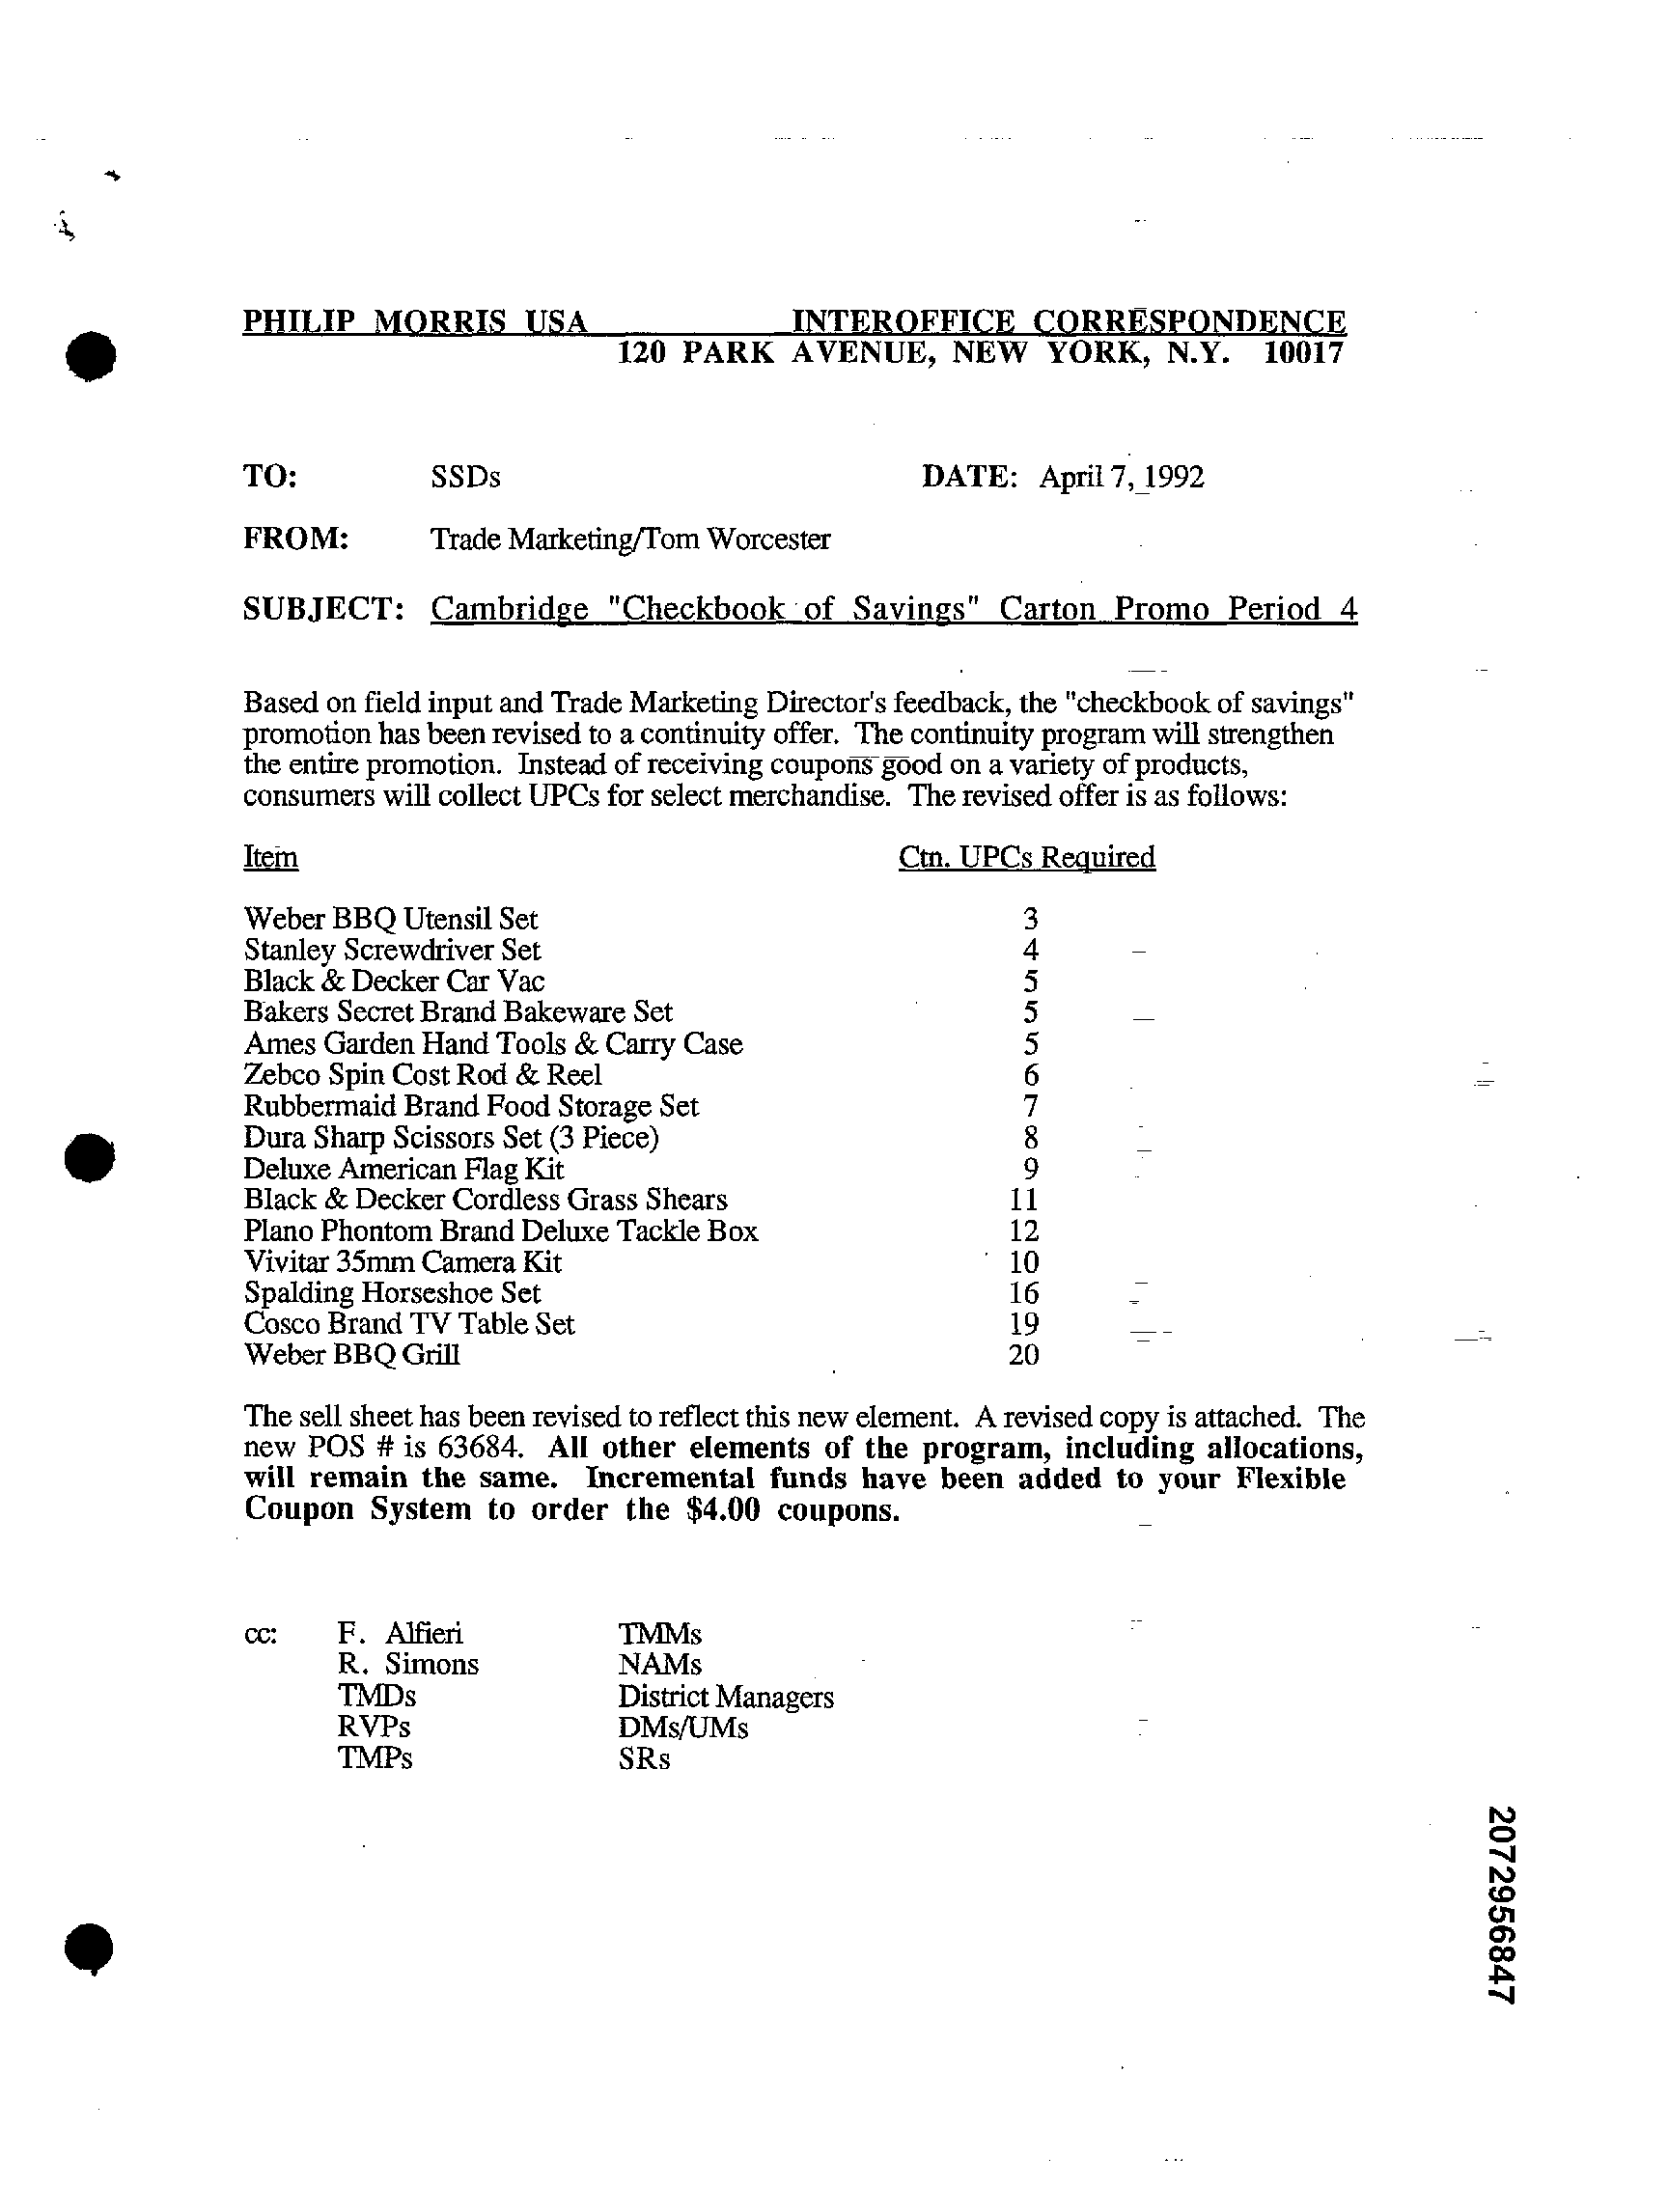 PHILIP MORRIS USA INTEROFFICE CORRESPONDENCE
120 PARK AVENUE, NEW YORK, N.Y. 10017
TO: SSDs DATE: April 7, 1992
FROM: Trade Marketing/Tom Worcester
SUBJECT: Cambridge "Checkbook of Savings" Carton Promo Period 4
Based on field input and Trade Marketing Director's feedback, the "checkbook of savings"
promotion has been revised to a continuity offer. The continuity program will strengthen
the entire promotion. Instead of receiving coupons good on a variety of products,
consumers will collect UPCs for select merchandise. The revised offer is as follows:
Item Ctn. UPCs Required
Weber BBQ Utensil Set 3
Stanley Screwdriver Set 4
Black & Decker Car Vac 5
Bakers Secret Brand Bakeware Set 5
Ames Garden Hand Tools & Carry Case 5
Zebco Spin Cost Rod & Reel 6
Rubbermaid Brand Food Storage Set 7
Dura Sharp Scissors Set (3 Piece) 8
Deluxe American Flag Kit 9
Black & Decker Cordless Grass Shears 11
Plano Phontom Brand Deluxe Tackle Box 12
Vivitar 35mm Camera Kit 10
Spalding Horseshoe Set 16
Cosco Brand TV Table Set 19
Weber BBQ Grill 20
The sell sheet has been revised to reflect this new element. A revised copy is attached. The
new POS # is 63684. All other elements of the program, including allocations,
will remain the same. Incremental funds have been added to your Flexible
Coupon System to order the $4.00 coupons.
cc: F. Alfieri TMMs
R. Simons NAMs
TMDs District Managers
RVPs DMs/UMs
TMPs SRs
2072956847